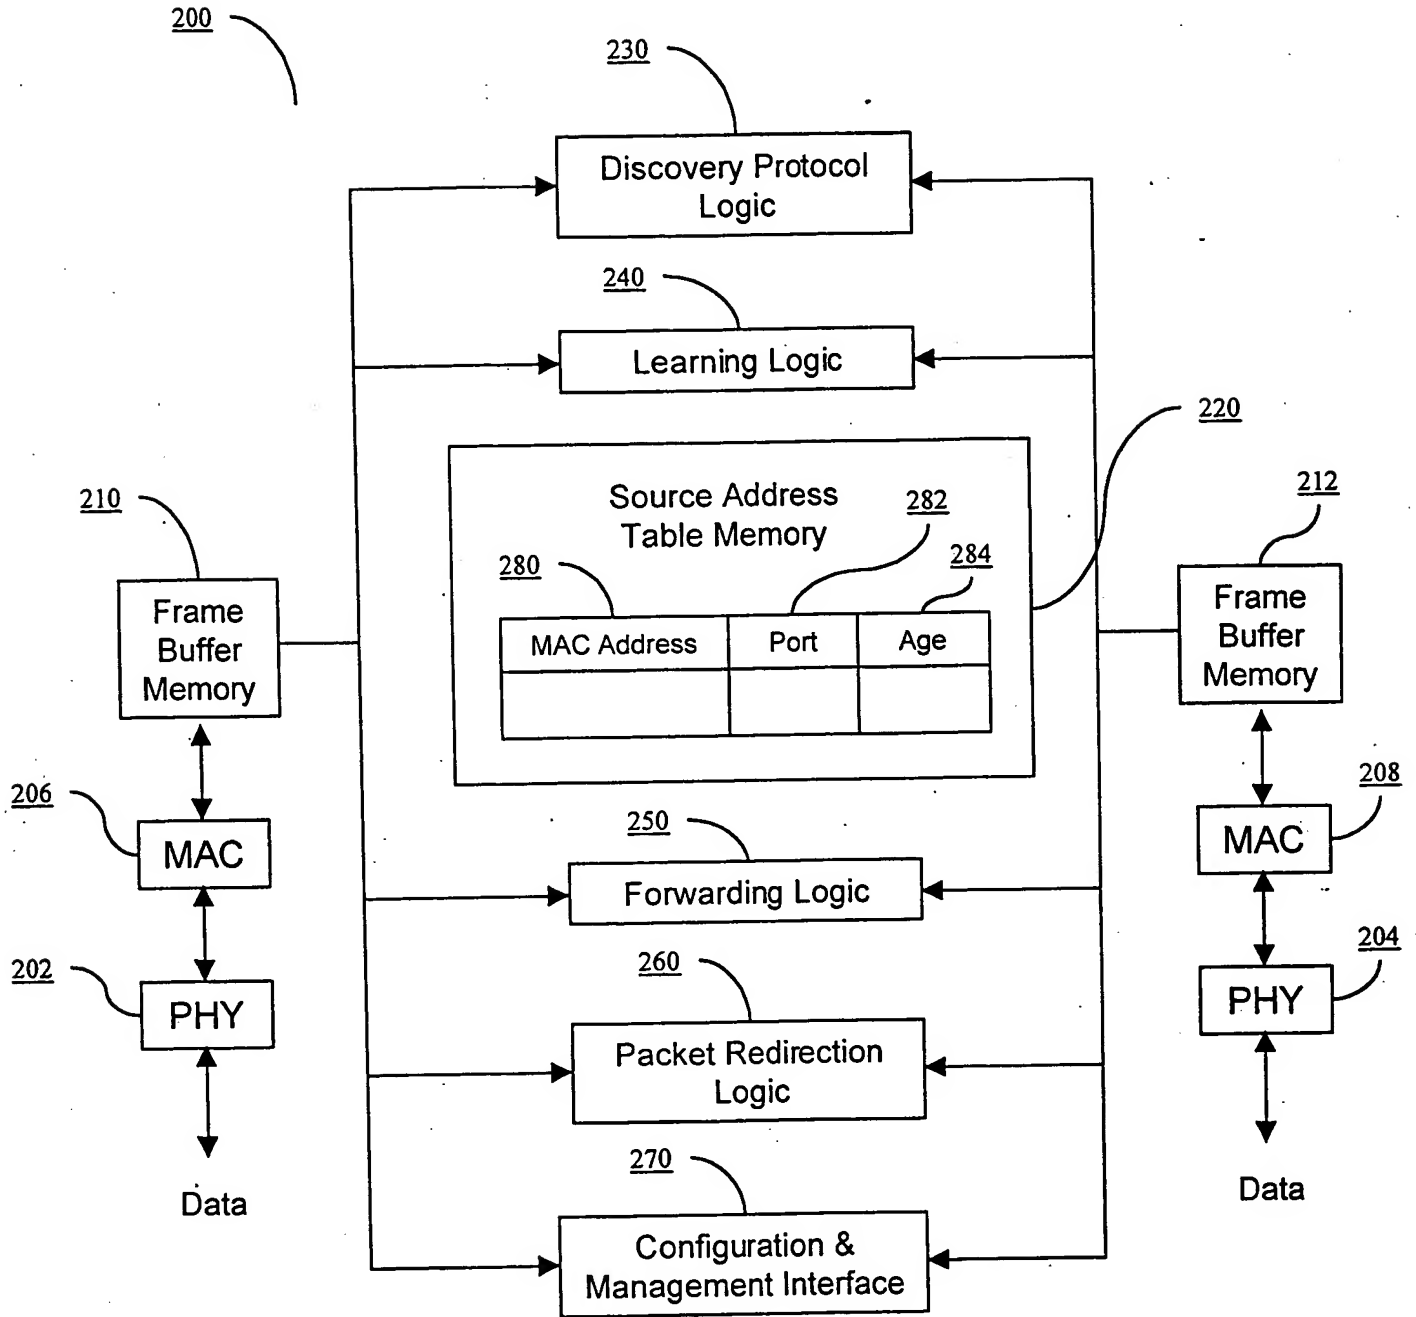 200
230
Discovery Protocol
Logic
240
Learning Logic
220
210
212
Source Address
Table Memory
282
280
284
Frame
Buffer
Memory
MAC Address
Port
Age
Frame
Buffer
Memory
206
MAC
208
MAC
250
Forwarding Logic
202
PHY
204
PHY
260
Packet Redirection
Logic
Data
Data
270
Configuration &
Management Interface